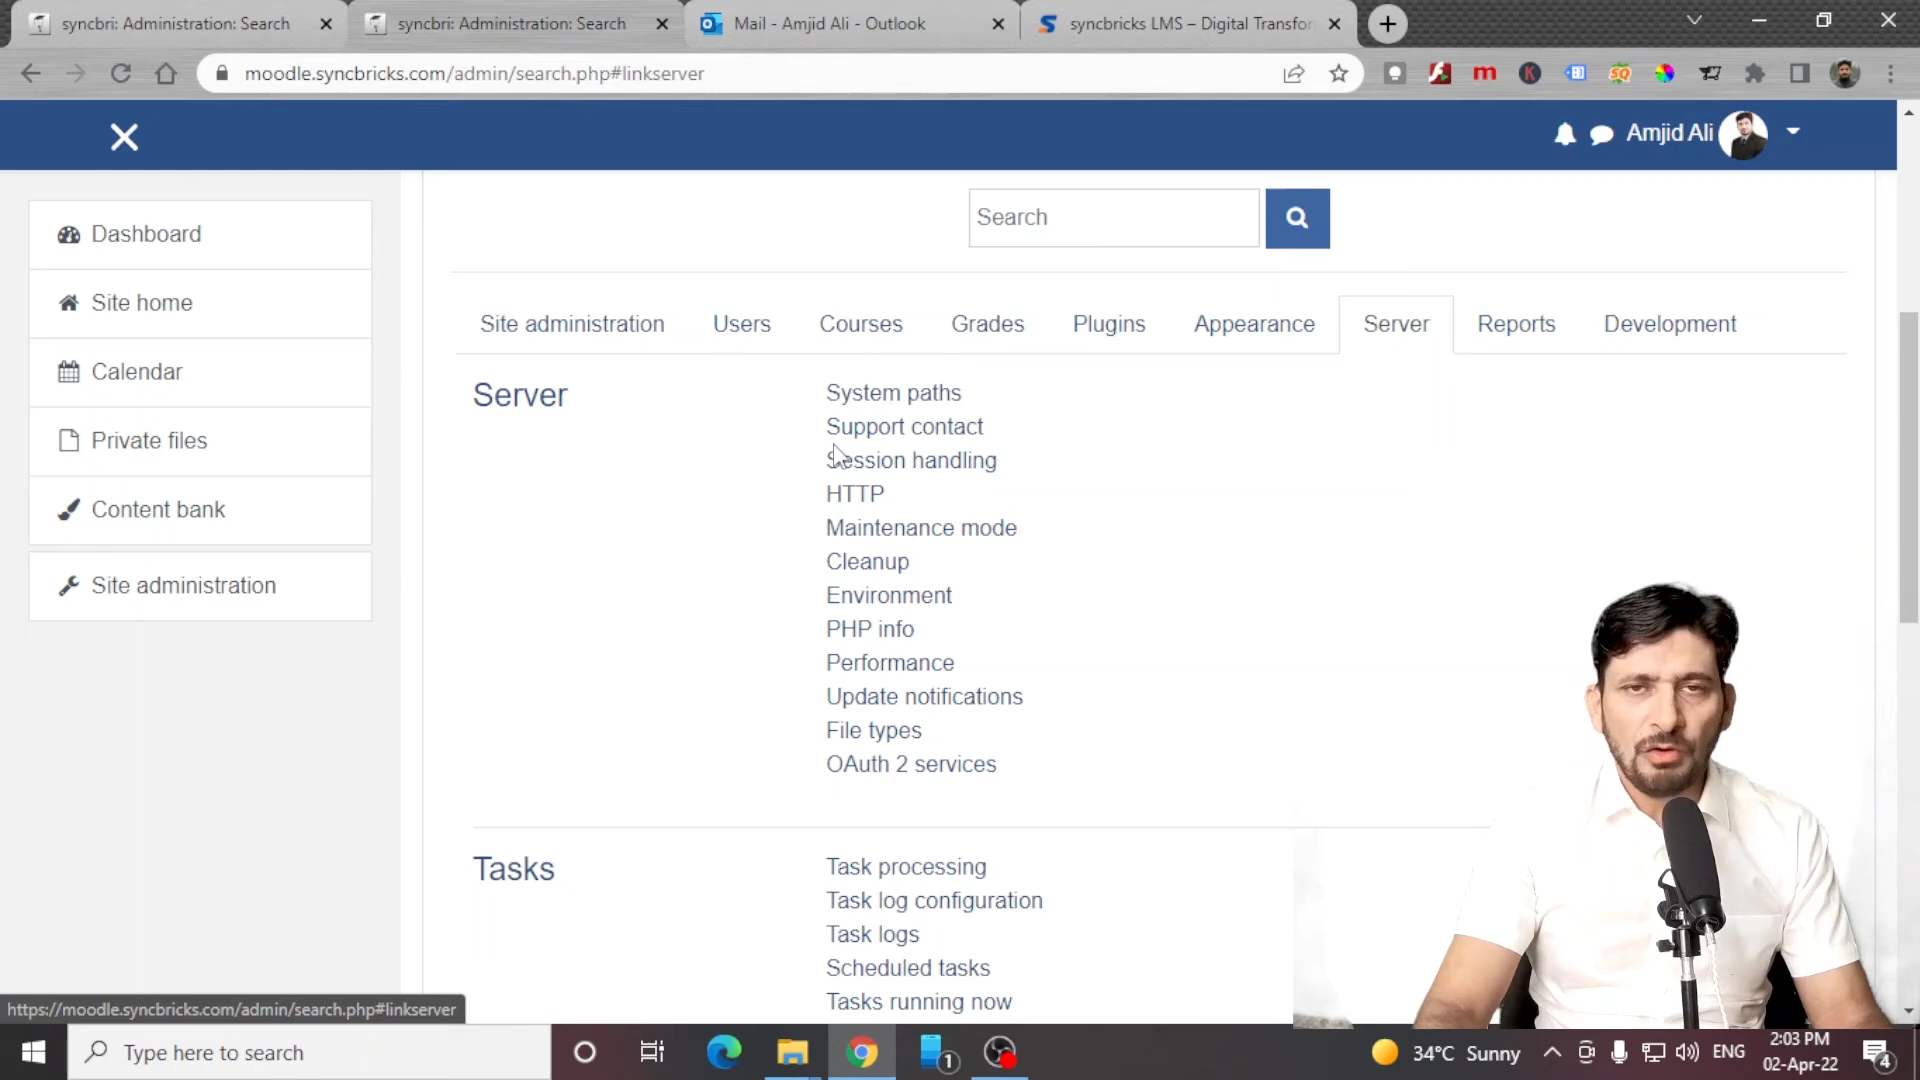 syncbri: Administration: Search
syncbri: Administration: Search
Mail - Amjid Ali - Outlook
syncbricks LMS – Digital Transfor
moodle.syncbricks.com/admin/search.php#linkserver
Amjid Ali
Dashboard
Site home
Calendar
Private files
Content bank
Site administration
Search
Site administration
Users
Courses
Grades
Plugins
Appearance
Server
Reports
Development
Server
System paths
Support contact
Session handling
HTTP
Maintenance mode
Cleanup
Environment
PHP info
Performance
Update notifications
File types
OAuth 2 services
Tasks
Task processing
Task log configuration
Task logs
Scheduled tasks
Tasks running now
https://moodle.syncbricks.com/admin/search.php#linkserver
Type here to search
1
34°C Sunny
ENG
2:03 PM
02-Apr-22
4